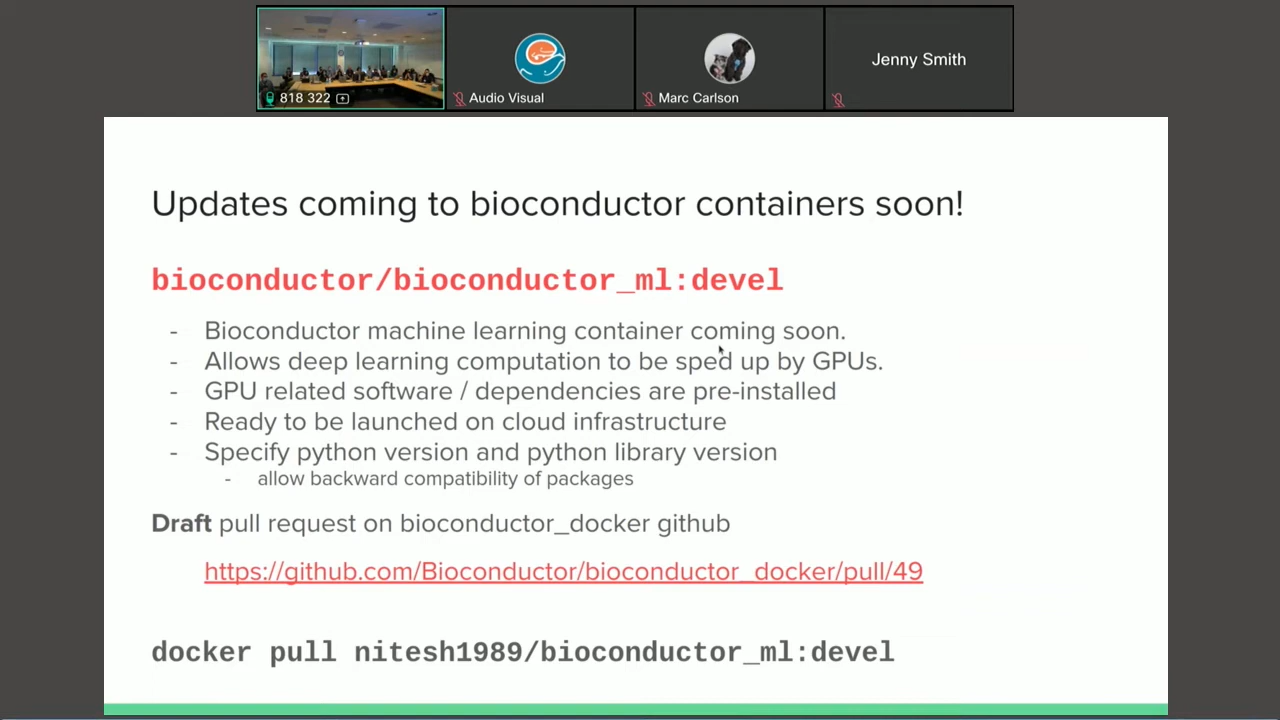 818 322
Audio Visual
Marc Carlson
Jenny Smith
Updates coming to bioconductor containers soon!
bioconductor/bioconductor_ml:devel
- Bioconductor machine learning container coming soon.
- Allows deep learning computation to be sped up by GPUs.
- GPU related software / dependencies are pre-installed
- Ready to be launched on cloud infrastructure
- Specify python version and python library version
- allow backward compatibility of packages
Draft pull request on bioconductor_docker github
https://github.com/Bioconductor/bioconductor_docker/pull/49
docker pull nitesh1989/bioconductor_ml:devel